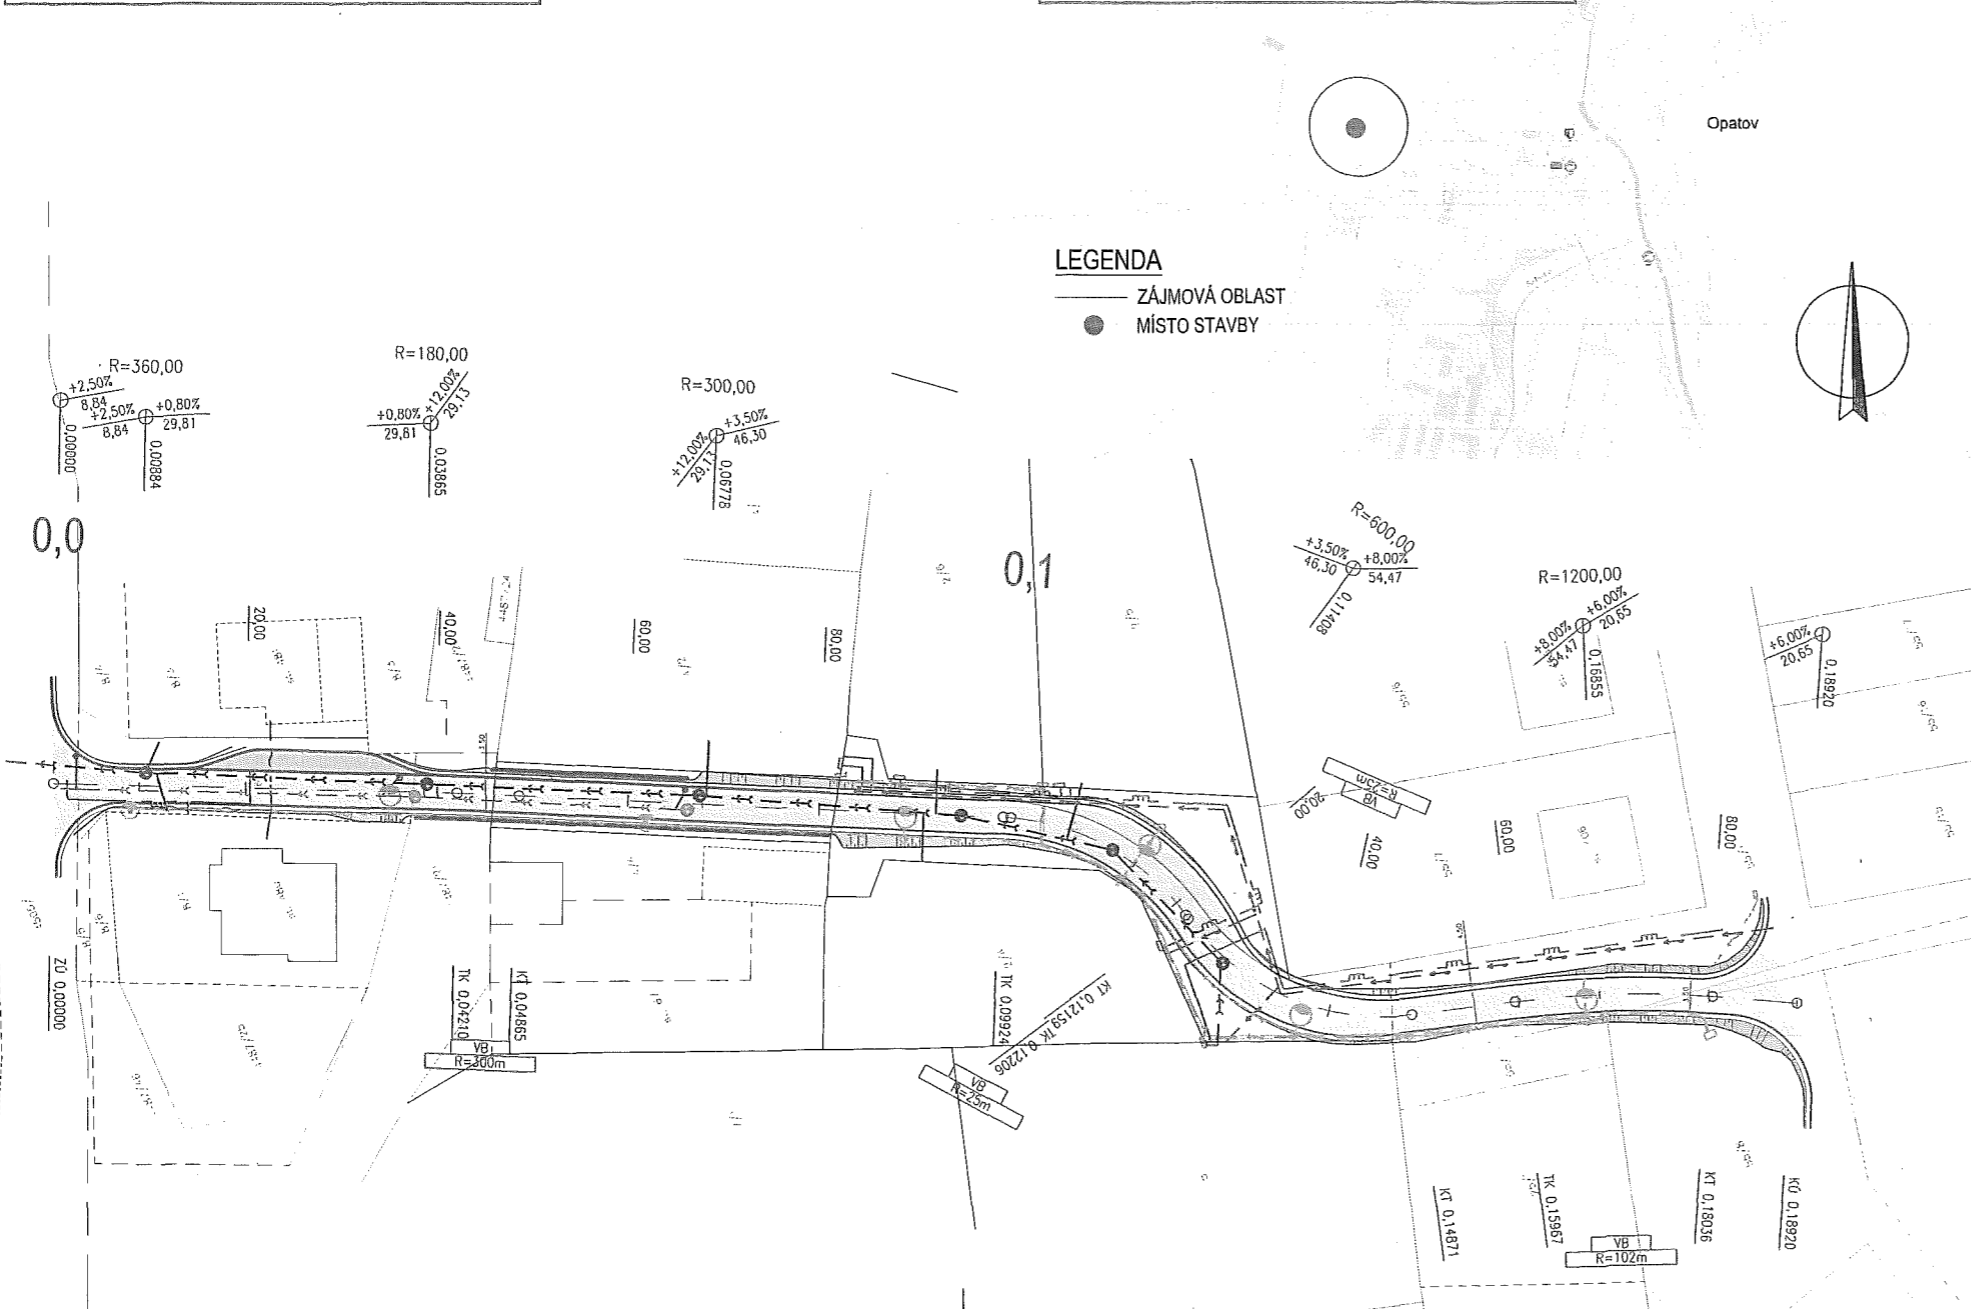 Opatov
LEGENDA
ZÁJMOVÁ OBLAST
MÍSTO STAVBY
R=360,00
+2,50%
8,84
0,00000
+2,50%
8,84
+0,80%
29,81
0,00884
R=180,00
+0,80%
29,81
+12,00%
29,13
0,03865
R=300,00
+12,00%
29,13
+3,50%
46,30
0,06778
R=600,00
+3,50%
46,30
+8,00%
54,47
0,11408
R=1200,00
+8,00%
54,47
+6,00%
20,65
0,16855
+6,00%
20,65
0,18920
0,0
0,1
20,00
40,00
60,00
80,00
20,00
40,00
60,00
80,00
VB
R=25m
ZÚ 0,00000
TK 0,04210
KT 0,04865
VB
R=300m
TK 0,09924
KT 0,12159
TK 0,12206
VB
R=25m
KT 0,14871
TK 0,15967
KT 0,18036
KÚ 0,18920
VB
R=102m